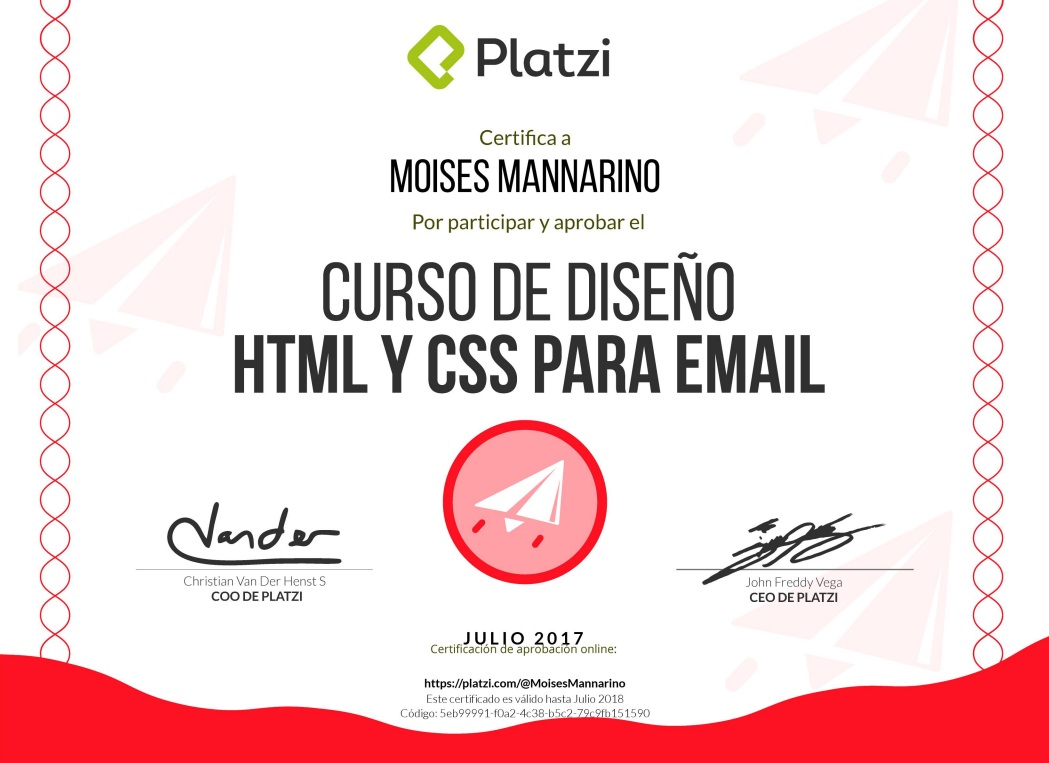 Platzi
Certifica a
MOISES MANNARINO
Por participar y aprobar el
CURSO DE DISEÑO
HTML Y CSS PARA EMAIL
Vander
Christian Van Der Henst S
COO DE PLATZI
John Freddy Vega
CEO DE PLATZI
JULIO 2017
Certificación de aprobación online:
https://platzi.com/@MoisesMannarino
Este certificado es válido hasta Julio 2018
Código: 5eb99991-f0a2-4c38-b5c2-79c9fb151590